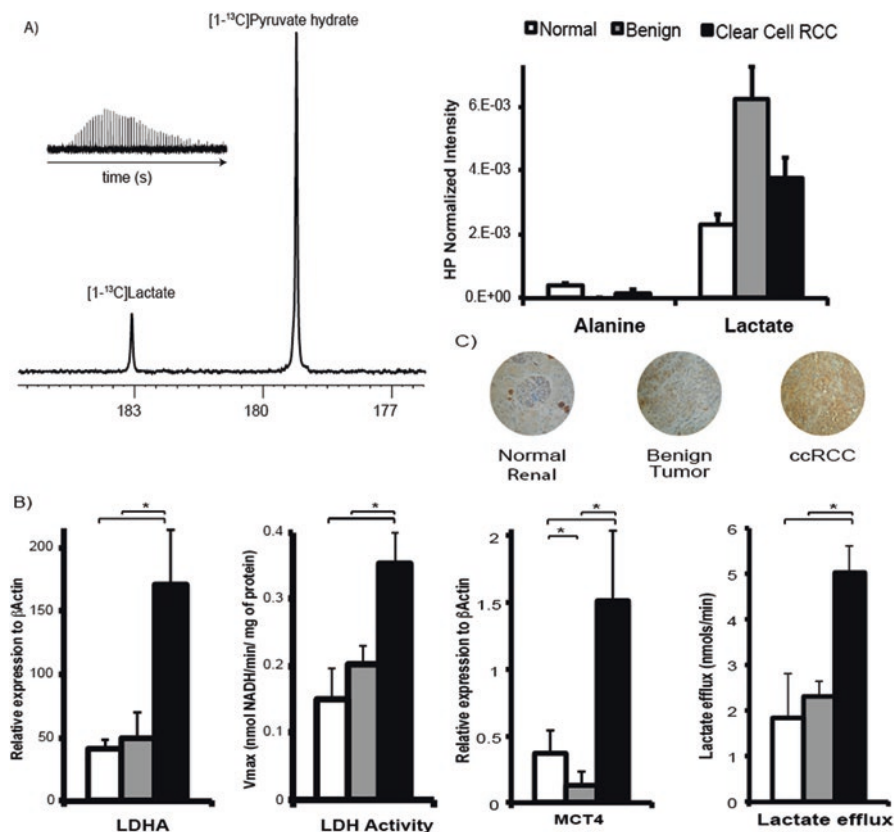 A)
[1-¹³C]Pyruvate hydrate
time (s)
[1-¹³C]Lactate
183
180
177
Normal
Benign
Clear Cell RCC
HP Normalized Intensity
6.E-03
4.E-03
2.E-03
0.E+00
Alanine
Lactate
C)
Normal
Renal
Benign
Tumor
ccRCC
B)
Relative expression to βActin
200
150
100
50
0
*
LDHA
Vmax (nmol NADH/min/ mg of protein)
0.4
0.3
0.2
0.1
0
*
LDH Activity
Relative expression to βActin
2
1.5
1
0.5
0
*
*
MCT4
Lactate efflux (nmols/min)
6
5
4
3
2
1
0
*
Lactate efflux